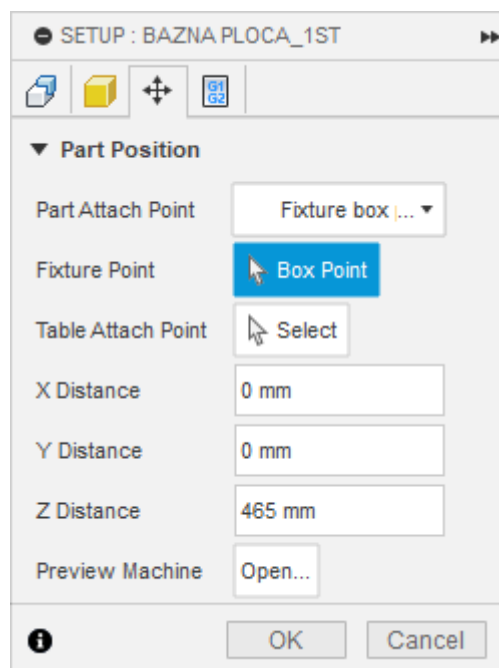 SETUP : BAZNA PLOCA_1ST
G1
G2
Part Position
Part Attach Point Fixture box ...
Fixture Point Box Point
Table Attach Point Select
X Distance 0 mm
Y Distance 0 mm
Z Distance 465 mm
Preview Machine Open...
OK Cancel